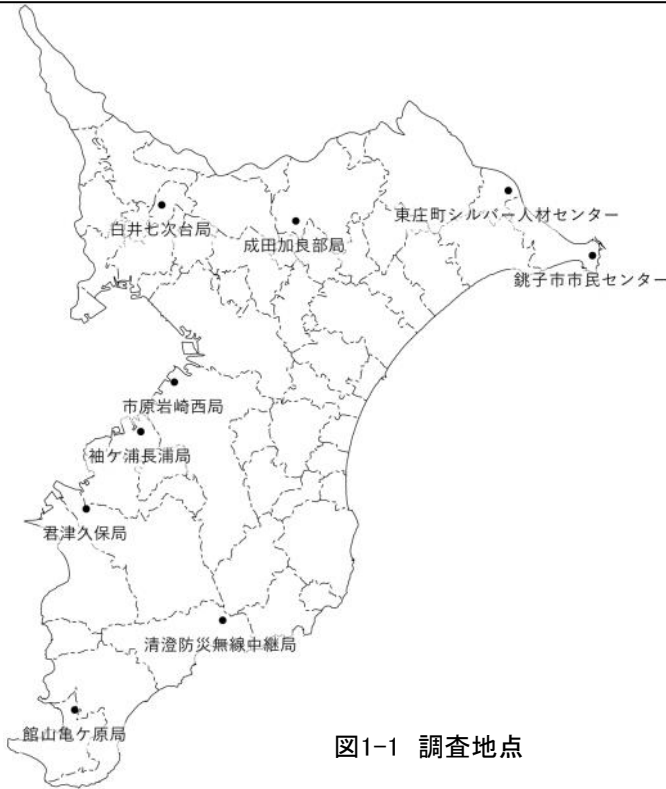 東庄町シルバー人材センター
白井七次台局
成田加良部局
銚子市市民センター
市原岩崎西局
袖ケ浦長浦局
君津久保局
清澄防災無線中継局
館山亀ケ原局
図1-1 調査地点